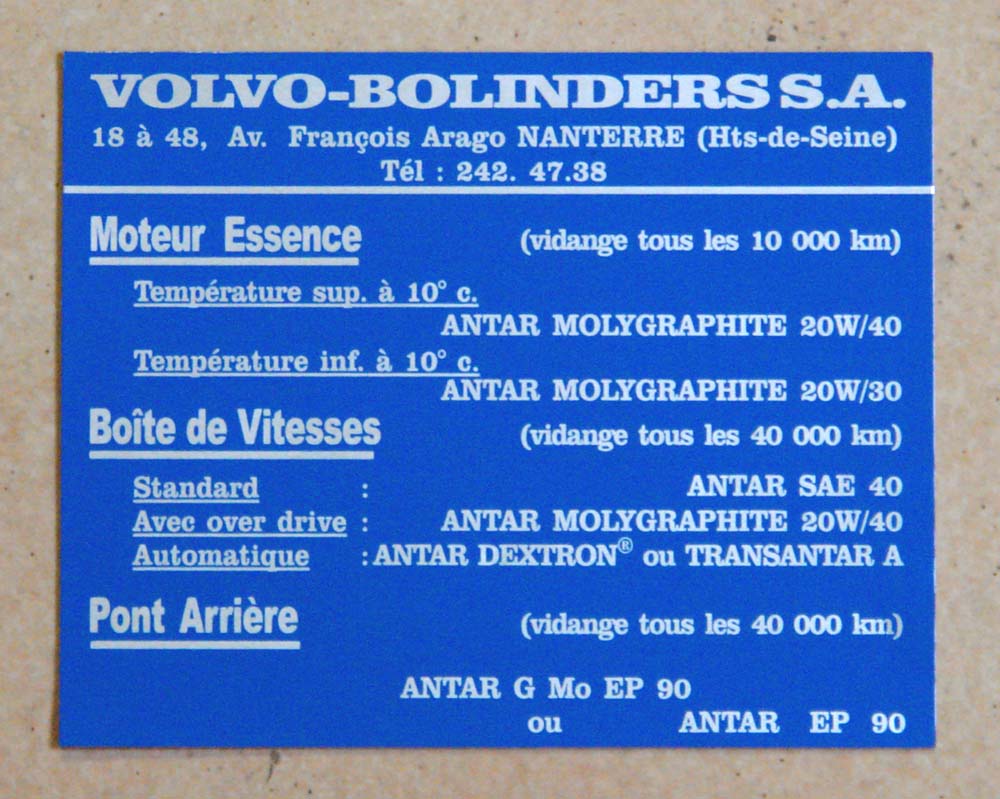 VOLVO-BOLINDERS S.A.
18 à 48, Av. François Arago NANTERRE (Hts-de-Seine)
Tél : 242. 47.38
Moteur Essence (vidange tous les 10 000 km)
Température sup. à 10° c.
ANTAR MOLYGRAPHITE 20W/40
Température inf. à 10° c.
ANTAR MOLYGRAPHITE 20W/30
Boîte de Vitesses (vidange tous les 40 000 km)
Standard : ANTAR SAE 40
Avec over drive : ANTAR MOLYGRAPHITE 20W/40
Automatique : ANTAR DEXTRON® ou TRANSANTAR A
Pont Arrière (vidange tous les 40 000 km)
ANTAR G Mo EP 90
ou ANTAR EP 90